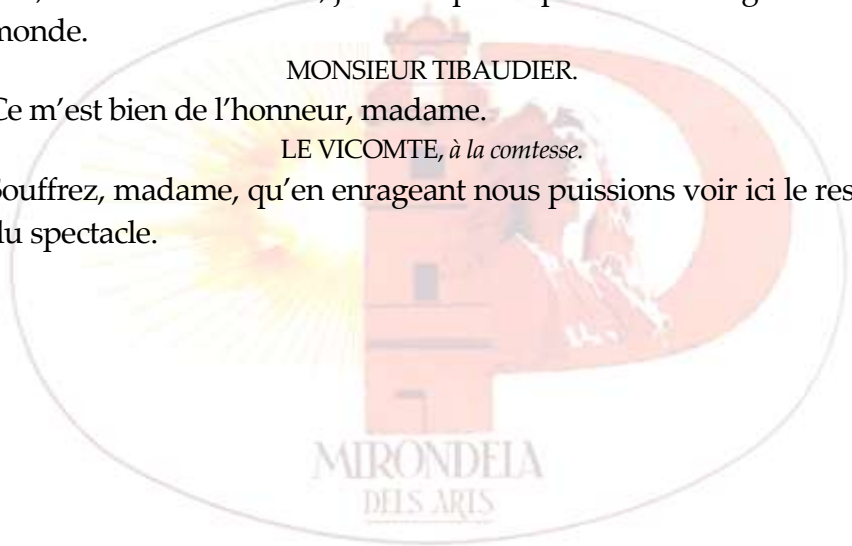 monde.
MONSIEUR TIBAUDIER.
Ce m’est bien de l’honneur, madame.
LE VICOMTE, à la comtesse.
Souffrez, madame, qu’en enrageant nous puissions voir ici le res
du spectacle.
MIRONDELA
DELS ARTS